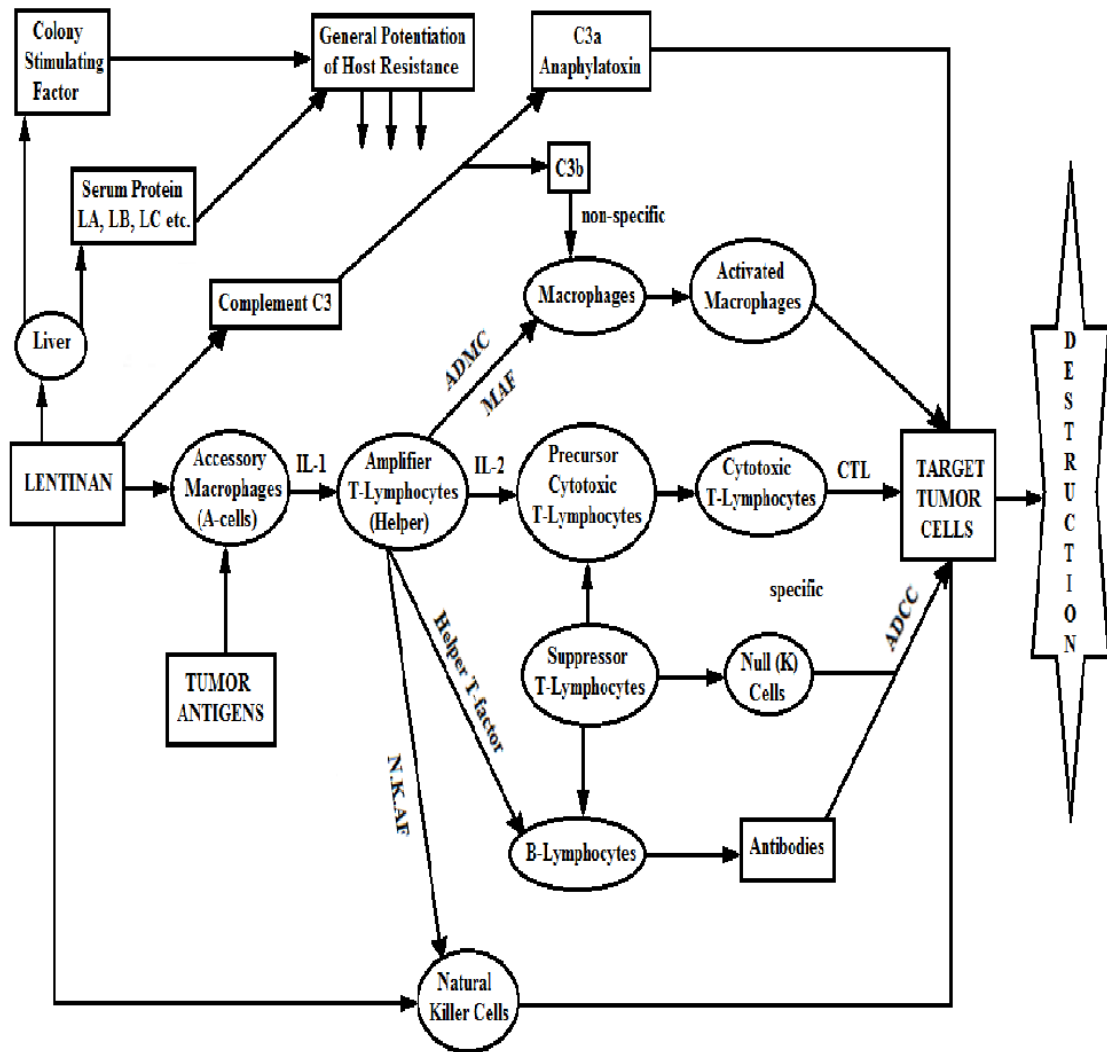 Colony
Stimulating
Factor
General Potentiation
of Host Resistance
C3a
Anaphylatoxin
C3b
non-specific
Serum Protein
LA, LB, LC etc.
Macrophages
Activated
Macrophages
Complement C3
Liver
ADMC
MAF
LENTINAN
Accessory
Macrophages
(A-cells)
IL-1
Amplifier
T-Lymphocytes
(Helper)
IL-2
Precursor
Cytotoxic
T-Lymphocytes
Cytotoxic
T-Lymphocytes
CTL
TARGET
TUMOR
CELLS
DESTRUCTION
specific
ADCC
TUMOR
ANTIGENS
Helper T-factor
Suppressor
T-Lymphocytes
Null (K)
Cells
N.K.AF
B-Lymphocytes
Antibodies
Natural
Killer Cells